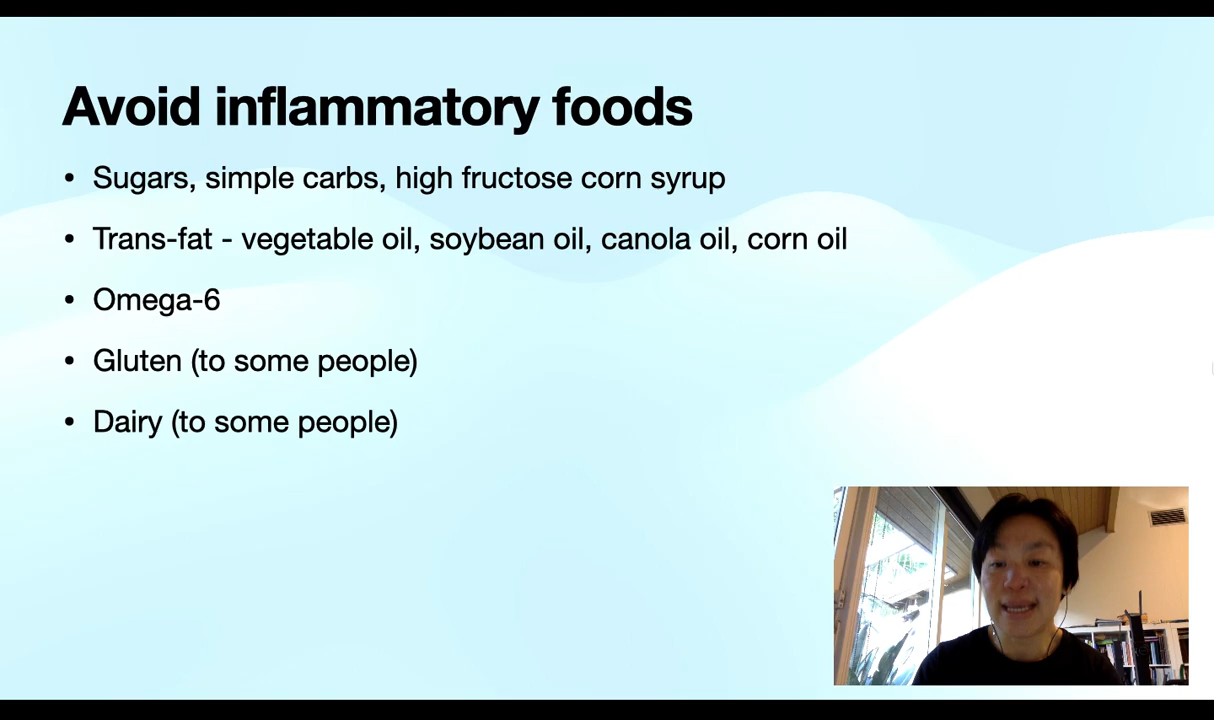 Avoid inflammatory foods
• Sugars, simple carbs, high fructose corn syrup
• Trans-fat - vegetable oil, soybean oil, canola oil, corn oil
• Omega-6
• Gluten (to some people)
• Dairy (to some people)